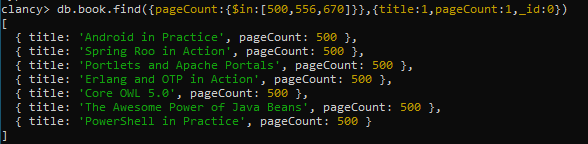 clancy> db.book.find({pageCount:{$in:[500,556,670]}},{title:1,pageCount:1,_id:0})
[
  { title: 'Android in Practice', pageCount: 500 },
  { title: 'Spring Roo in Action', pageCount: 500 },
  { title: 'Portlets and Apache Portals', pageCount: 500 },
  { title: 'Erlang and OTP in Action', pageCount: 500 },
  { title: 'Core OWL 5.0', pageCount: 500 },
  { title: 'The Awesome Power of Java Beans', pageCount: 500 },
  { title: 'PowerShell in Practice', pageCount: 500 }
]